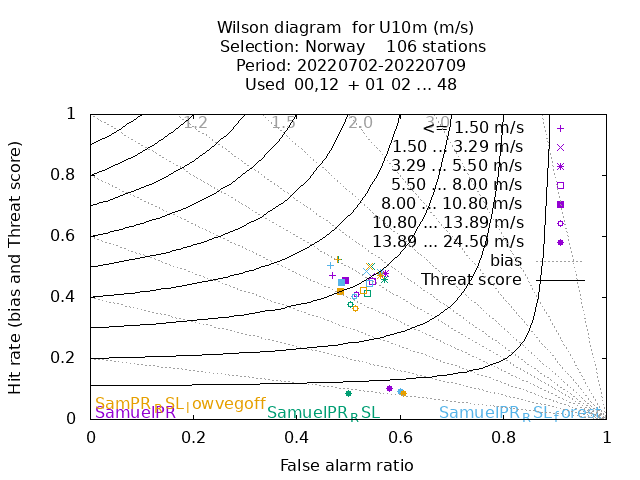 Wilson diagram  for U10m (m/s)
Selection: Norway    106 stations
Period: 20220702-20220709
Used  00,12  + 01 02 ... 48
Hit rate (bias and Threat score)
1
0.8
0.6
0.4
0.2
0
1.2
1.5
2.0
3.0
<= 1.50 m/s
1.50 ... 3.29 m/s
3.29 ... 5.50 m/s
5.50 ... 8.00 m/s
8.00 ... 10.80 m/s
10.80 ... 13.89 m/s
13.89 ... 24.50 m/s
bias
Threat score
SamPR_RSL_lowvegoff
SamuelPR
SamuelPR_RSL
SamuelPR_RSL_forest
0
0.2
0.4
0.6
0.8
1
False alarm ratio